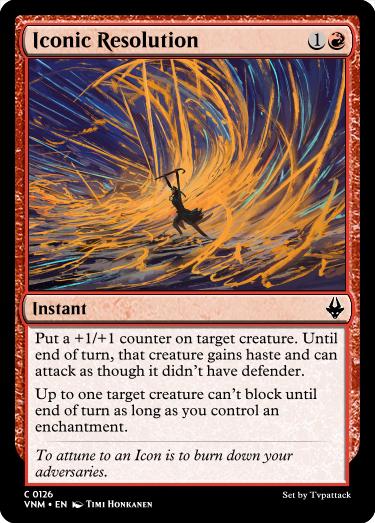 Iconic Resolution 1
Instant
Put a +1/+1 counter on target creature. Until
end of turn, that creature gains haste and can
attack as though it didn't have defender.
Up to one target creature can't block until
end of turn as long as you control an
enchantment.
To attune to an Icon is to burn down your
adversaries.
C 0126
VNM • EN Timi Honkanen
Set by Tvpattack